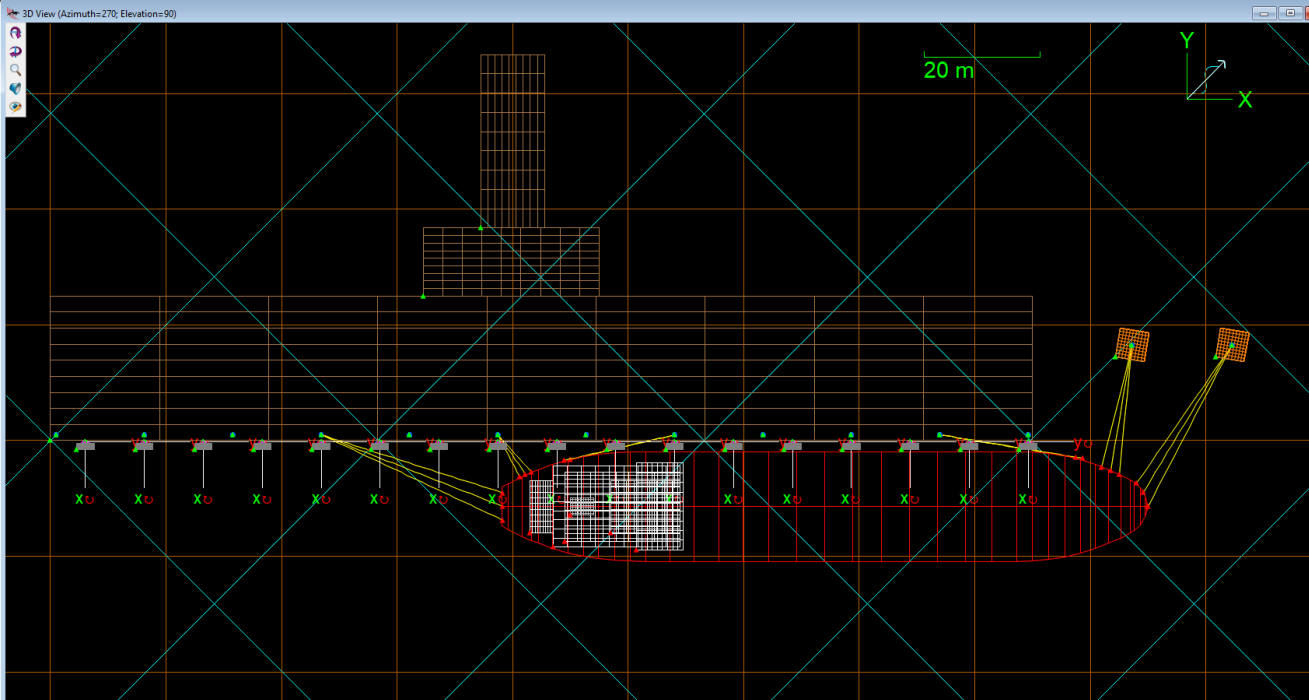 3D View (Azimuth=270; Elevation=90)
20 m
Y
X
y
X X X X X X X X X X X X X X